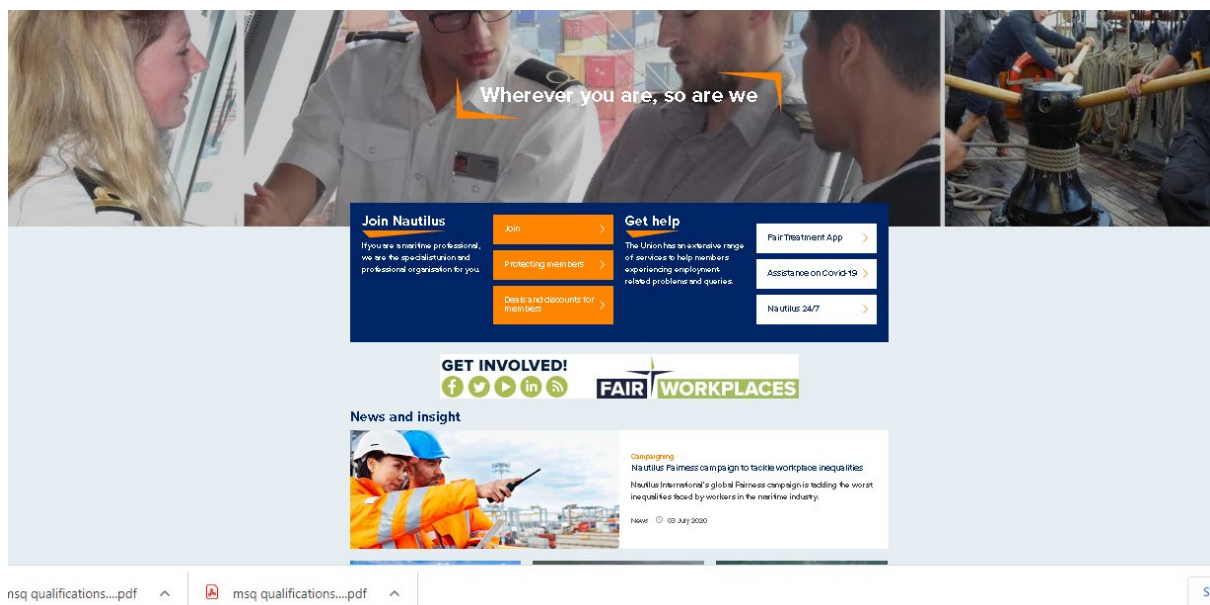 Wherever you are, so are we
Join Nautilus
If you are a maritime professional,
we are the specialist union and
professional organisation for you.
Join
Protecting members
Deals and discounts for
members
Get help
The Union has an extensive range
of services to help members
experiencing employment
related problems and queries.
Fair Treatment App
Assistance on Covid-19
Nautilus 24/7
GET INVOLVED!
FAIR WORKPLACES
News and insight
Campaigning
Nautilus Fairness campaign to tackle workplace inequalities
Nautilus International's global Fairness campaign is tackling the worst
inequalities faced by workers in the maritime industry.
News 03 July 2020
msq qualifications....pdf
msq qualifications....pdf
S